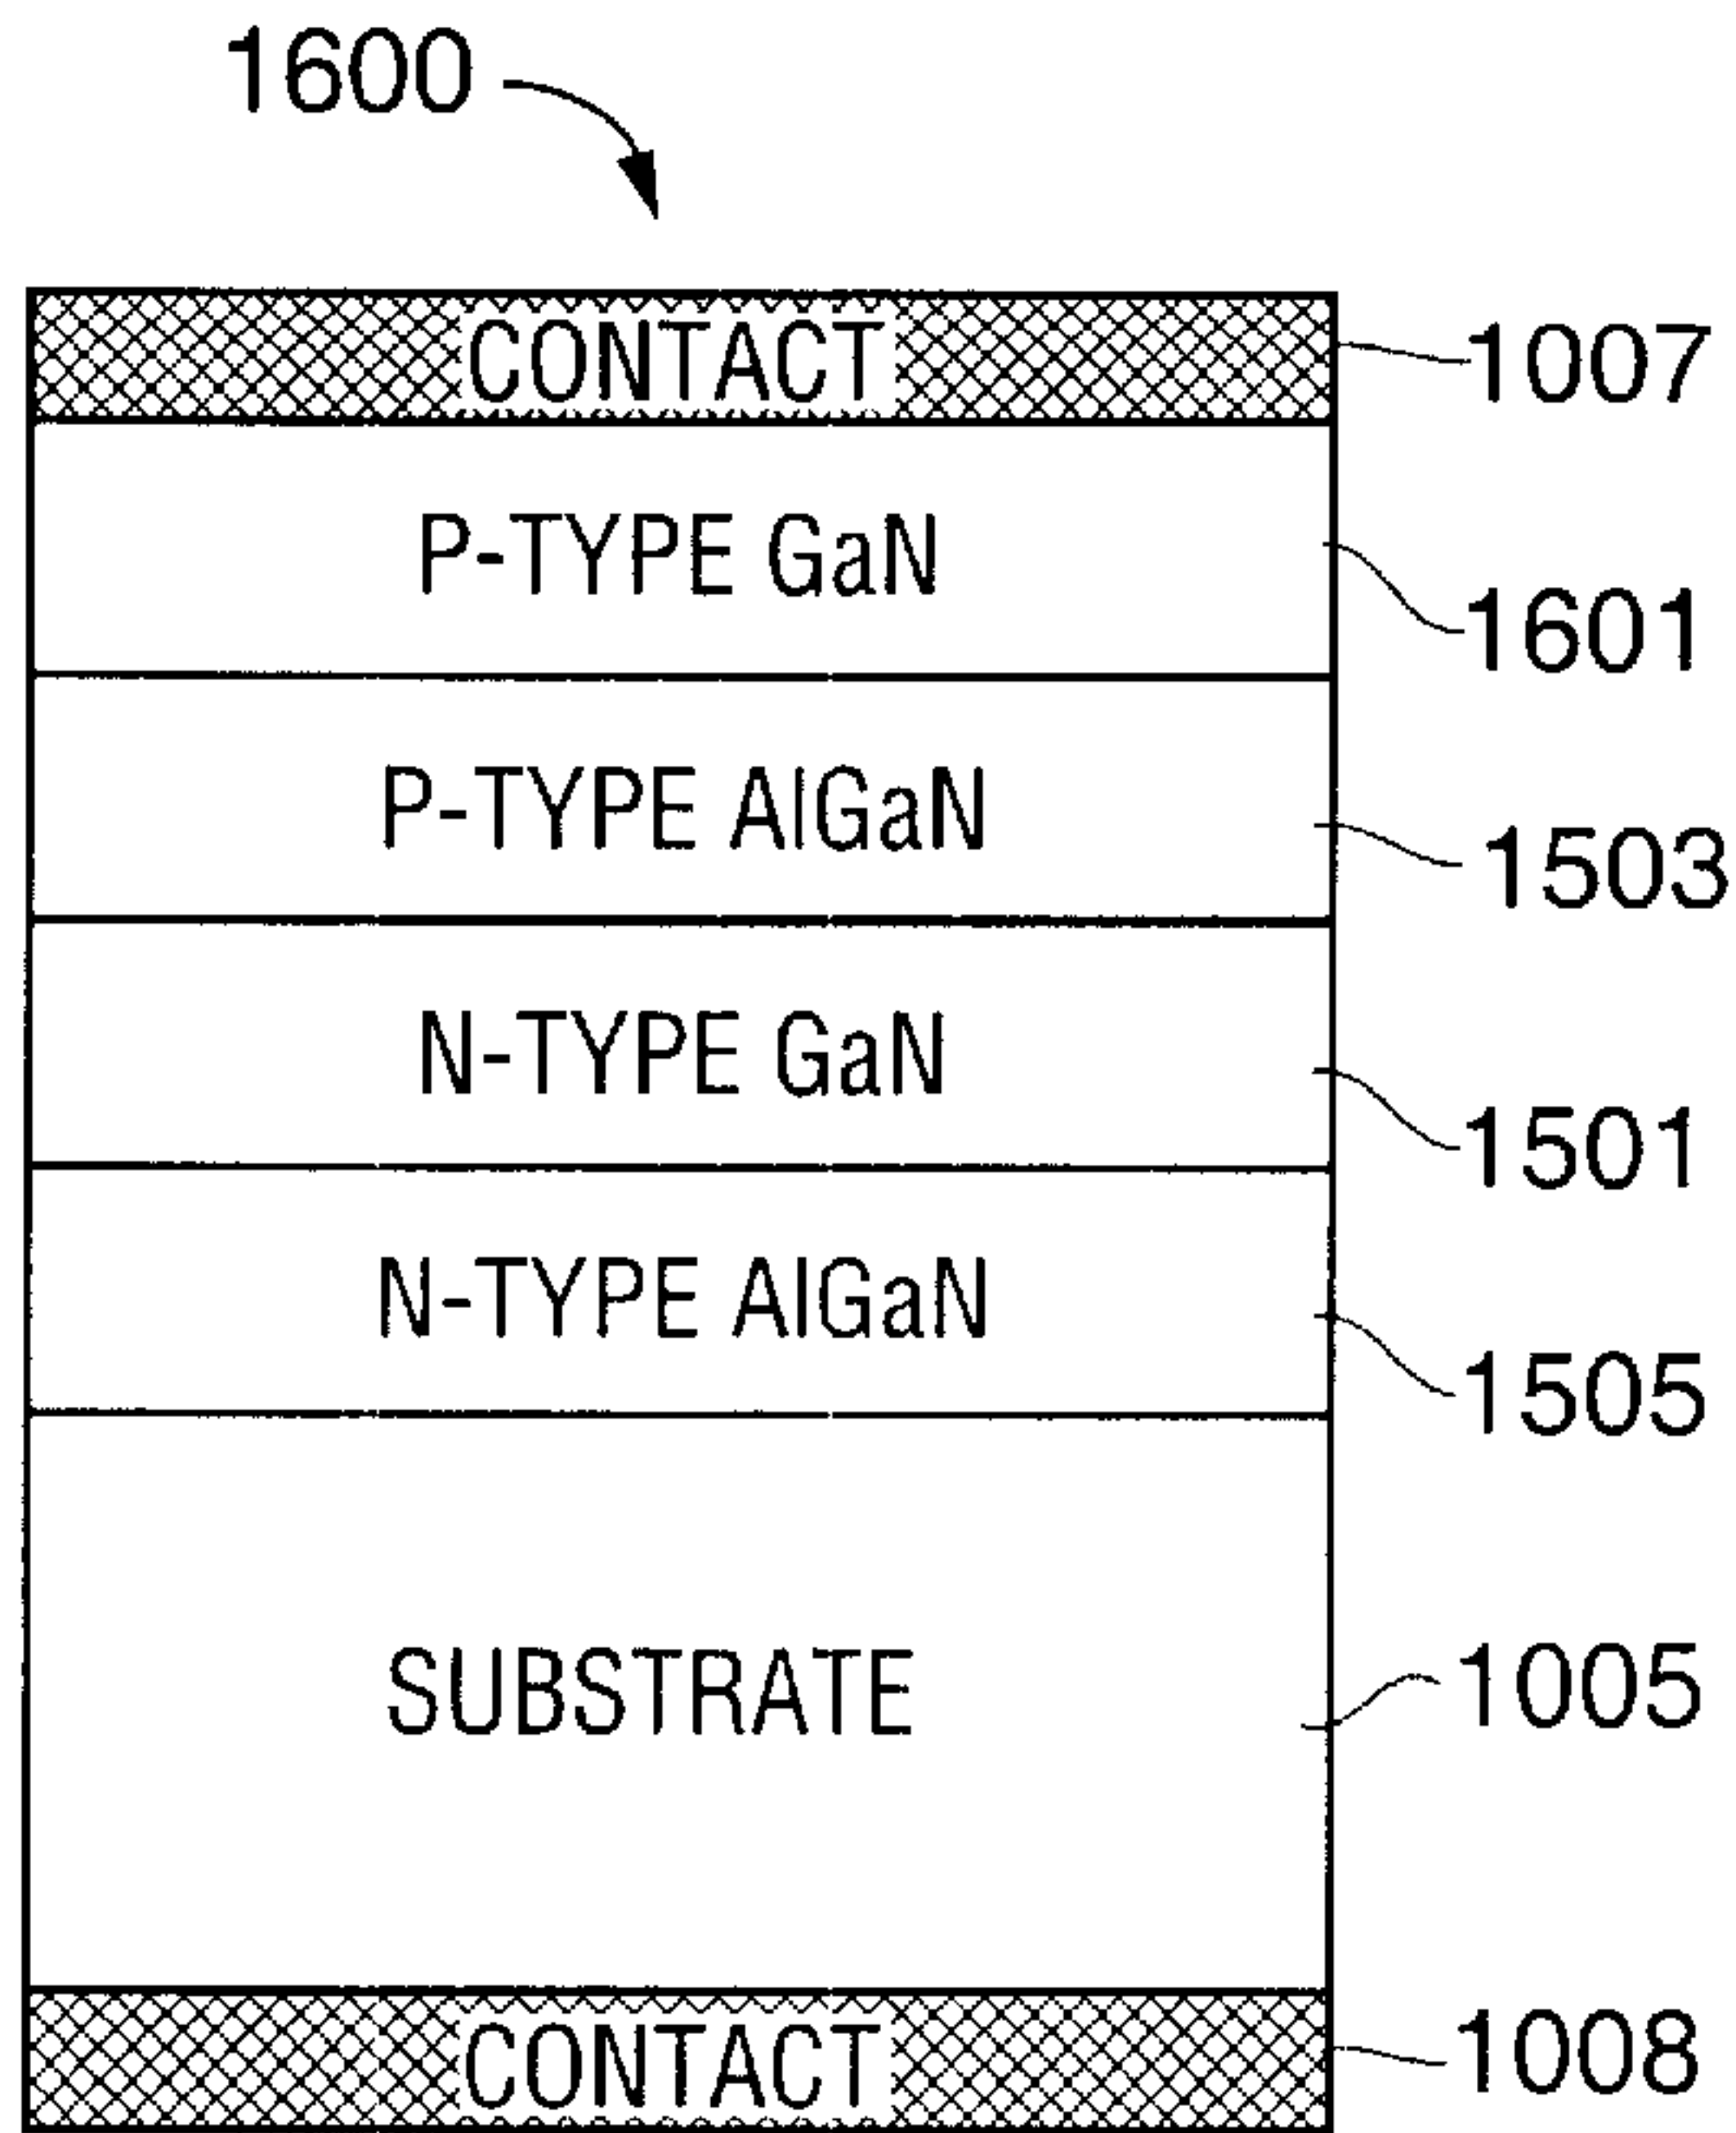 1600
CONTACT
1007
P-TYPE GaN
1601
P-TYPE AlGaN
1503
N-TYPE GaN
1501
N-TYPE AlGaN
1505
SUBSTRATE
1005
CONTACT
1008